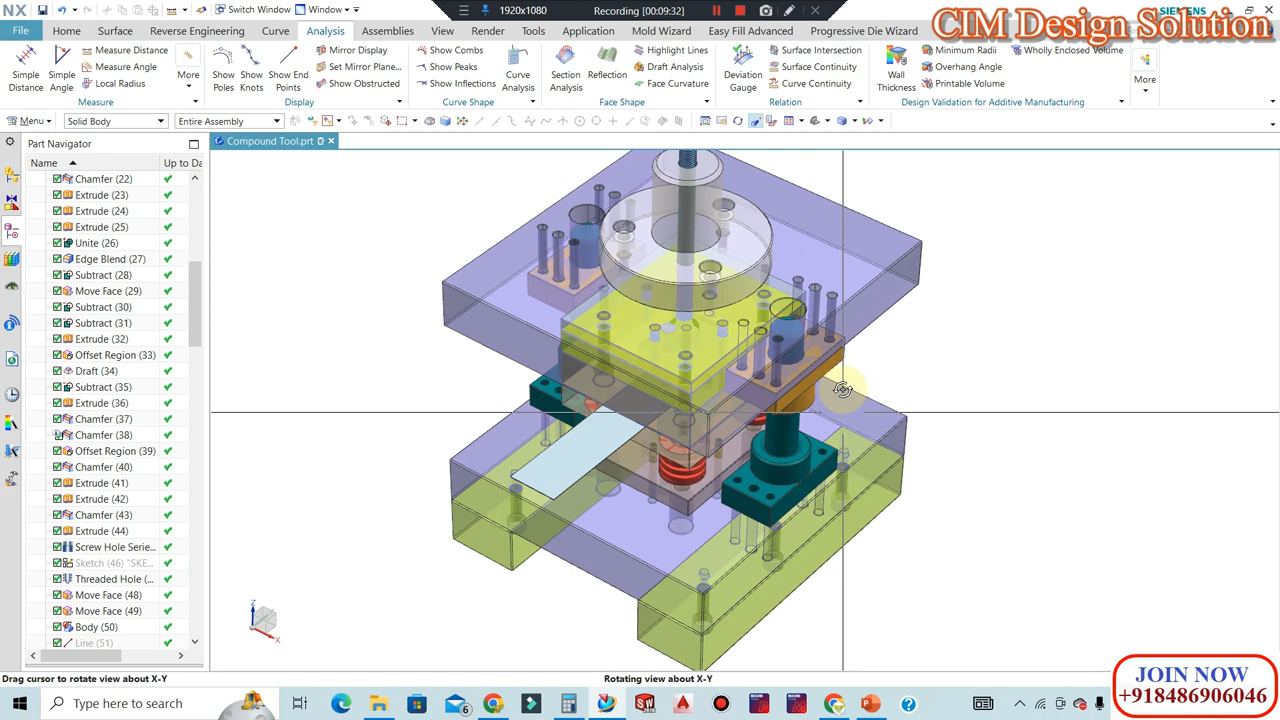 NX
Switch Window
Window
1920x1080
Recording [00:09:32]
SIEMENS
CIM Design Solution
File
Home
Surface
Reverse Engineering
Curve
Analysis
Assemblies
View
Render
Tools
Application
Mold Wizard
Easy Fill Advanced
Progressive Die Wizard
Simple Distance
Simple Angle
Measure Distance
Measure Angle
Local Radius
More
Measure
Show Poles
Show Knots
Show End Points
Mirror Display
Set Mirror Plane...
Show Obstructed
Display
Show Combs
Show Peaks
Show Inflections
Curve Analysis
Curve Shape
Section Analysis
Reflection
Highlight Lines
Draft Analysis
Face Curvature
Face Shape
Deviation Gauge
Surface Intersection
Surface Continuity
Curve Continuity
Relation
Wall Thickness
Minimum Radii
Overhang Angle
Printable Volume
Wholly Enclosed Volume
Design Validation for Additive Manufacturing
More
Menu
Solid Body
Entire Assembly
Part Navigator
Compound Tool.prt
Name
Up to Da
Chamfer (22)
Extrude (23)
Extrude (24)
Extrude (25)
Unite (26)
Edge Blend (27)
Subtract (28)
Move Face (29)
Subtract (30)
Subtract (31)
Extrude (32)
Offset Region (33)
Draft (34)
Subtract (35)
Extrude (36)
Chamfer (37)
Chamfer (38)
Offset Region (39)
Chamfer (40)
Extrude (41)
Extrude (42)
Chamfer (43)
Extrude (44)
Screw Hole Serie...
Sketch (46) "SKE...
Threaded Hole (...
Move Face (48)
Move Face (49)
Body (50)
Line (51)
Z
X
Drag cursor to rotate view about X-Y
Rotating view about X-Y
JOIN NOW
+918486906046
Type here to search
6